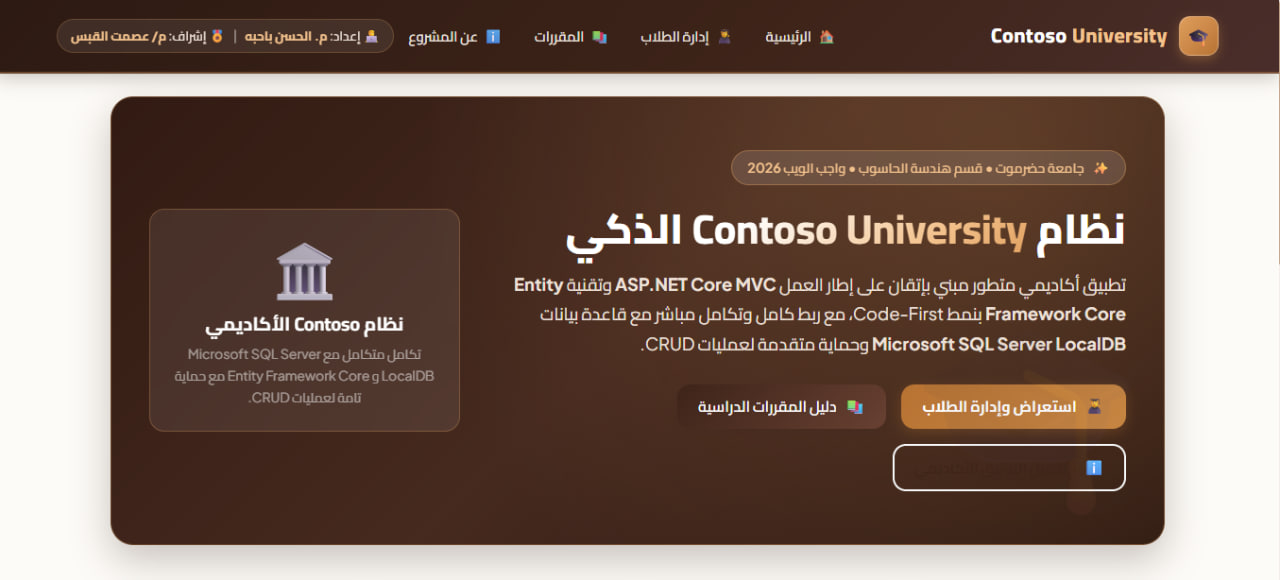 Contoso University
الرئيسية
إدارة الطلاب
المقررات
عن المشروع
إعداد: م. الحسن باحبه | إشراف: م/ عصمت القبس
جامعة حضرموت • قسم هندسة الحاسوب • واجب الويب 2026
نظام Contoso University الذكي
تطبيق أكاديمي متطور مبني بإتقان على إطار العمل ASP.NET Core MVC وتقنية Entity
Framework Core بنمط Code-First، مع ربط كامل وتكامل مباشر مع قاعدة بيانات
Microsoft SQL Server LocalDB وحماية متقدمة لعمليات CRUD.
استعراض وإدارة الطلاب
دليل المقررات الدراسية
نظام Contoso الأكاديمي
تكامل متكامل مع Microsoft SQL Server
LocalDB و Entity Framework Core مع حماية
تامة لعمليات CRUD.